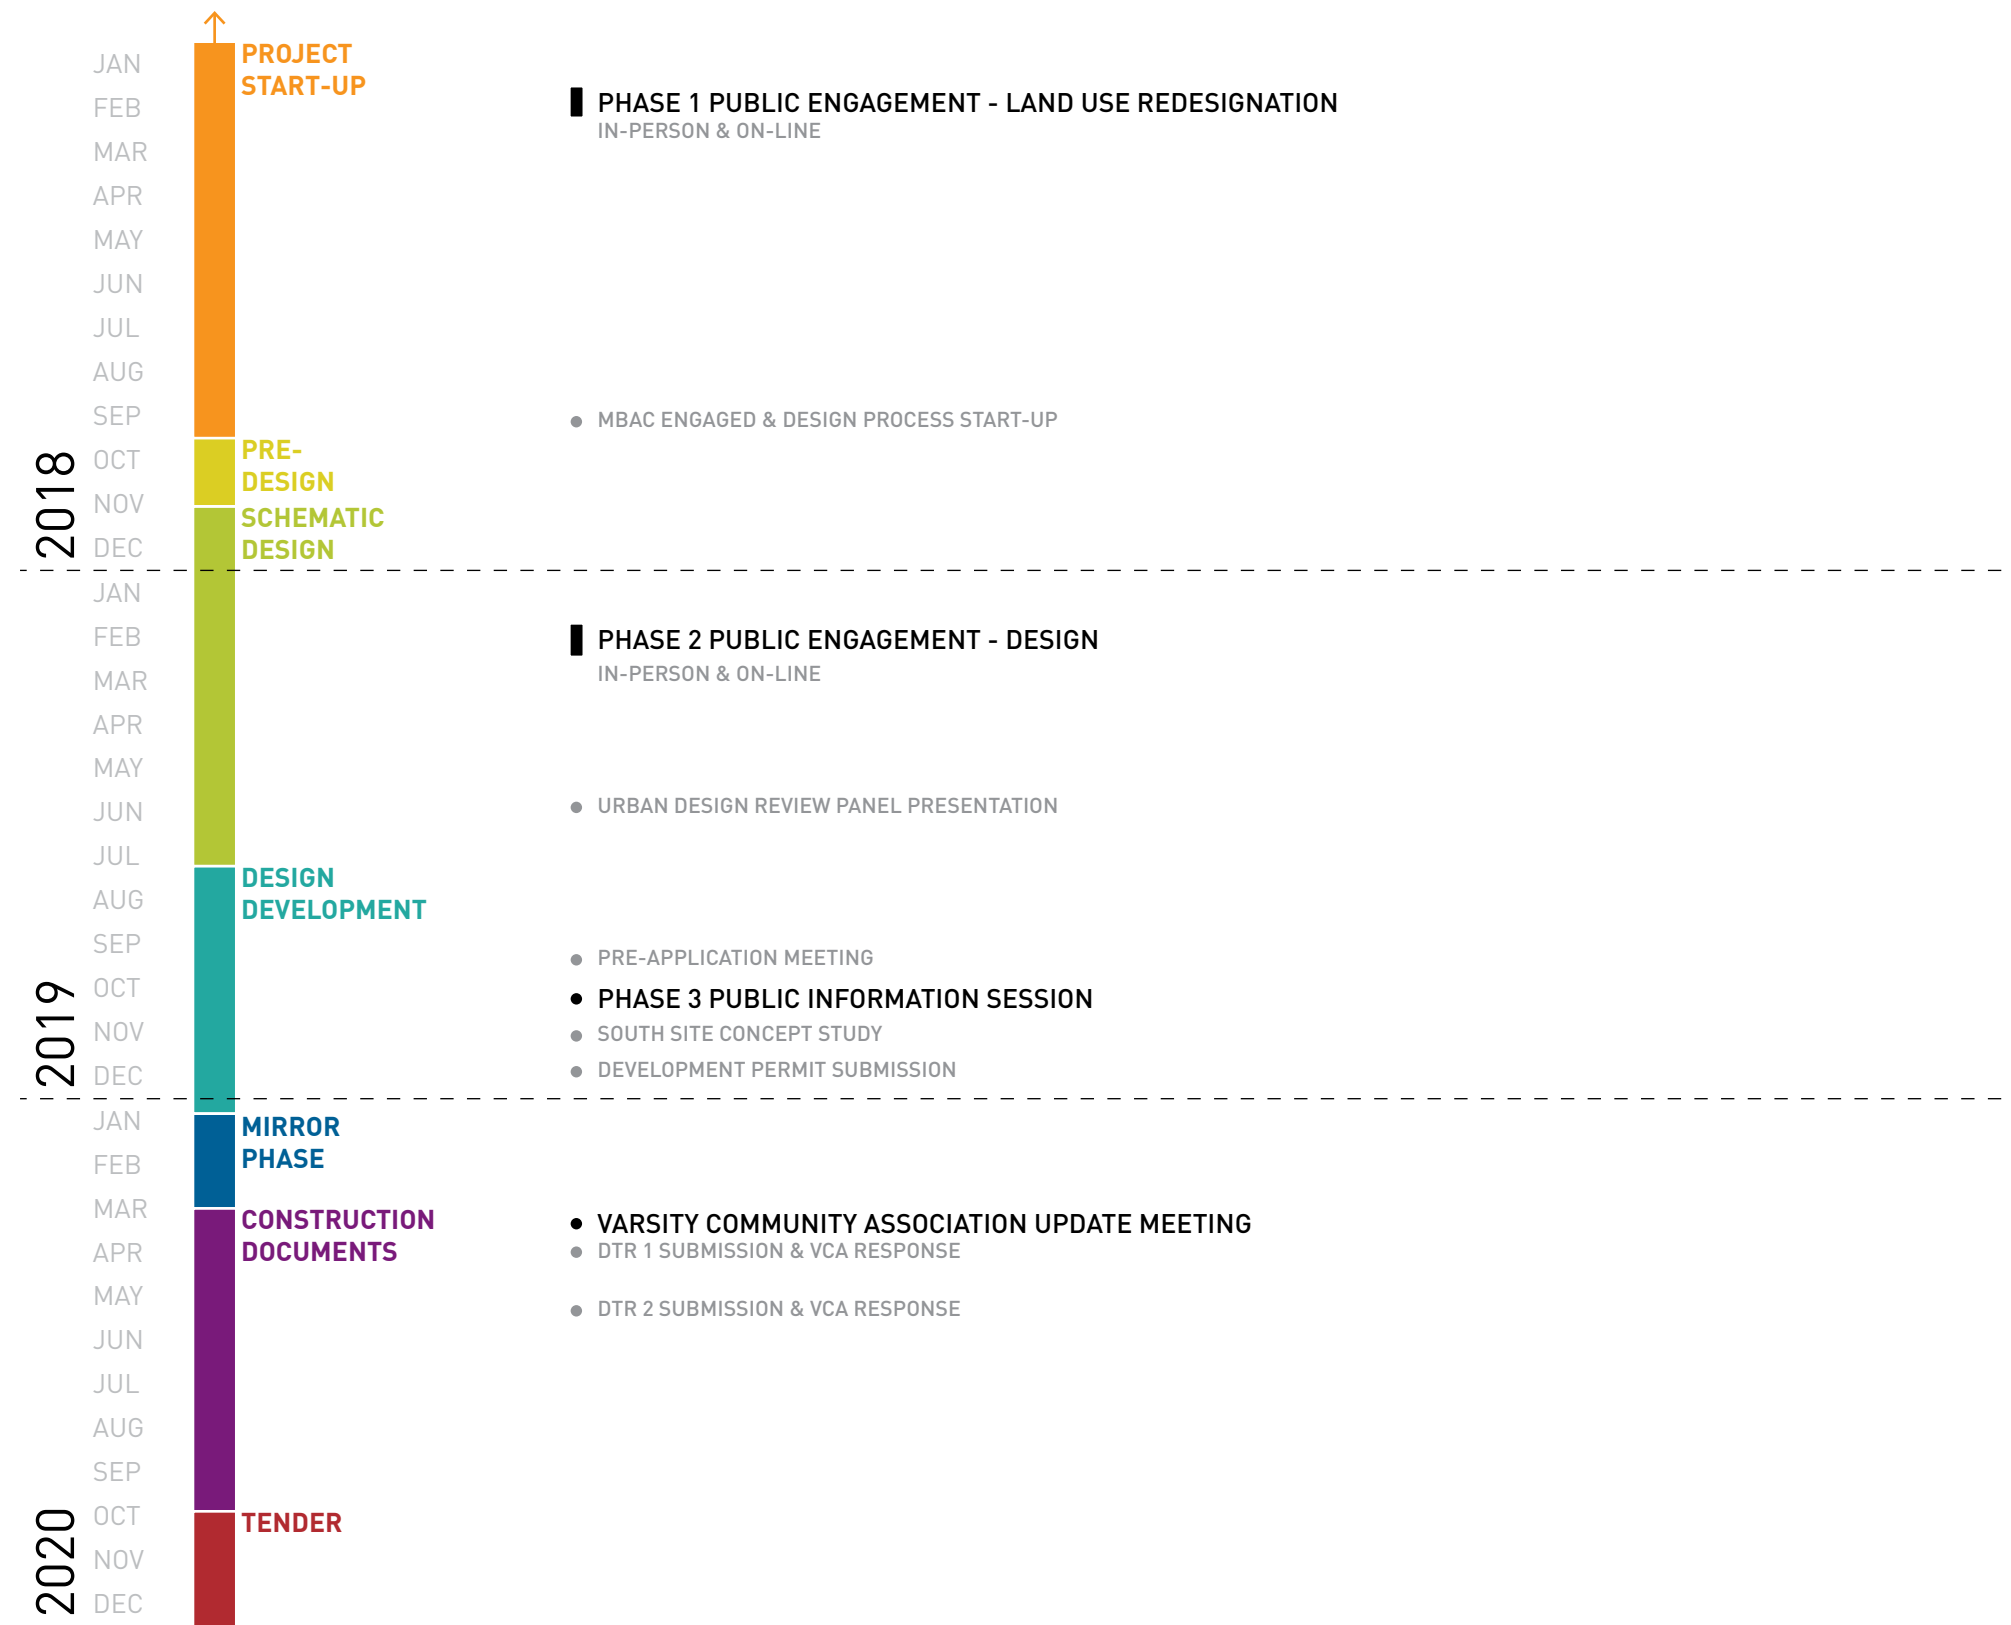 JAN
PROJECT
START-UP
FEB
PHASE 1 PUBLIC ENGAGEMENT - LAND USE REDESIGNATION
IN-PERSON & ON-LINE
MAR
APR
MAY
JUN
JUL
AUG
SEP
MBAC ENGAGED & DESIGN PROCESS START-UP
2018
OCT
PRE-
DESIGN
NOV
SCHEMATIC
DESIGN
DEC
JAN
FEB
PHASE 2 PUBLIC ENGAGEMENT - DESIGN
IN-PERSON & ON-LINE
MAR
APR
MAY
JUN
URBAN DESIGN REVIEW PANEL PRESENTATION
JUL
DESIGN
DEVELOPMENT
AUG
SEP
PRE-APPLICATION MEETING
2019
OCT
PHASE 3 PUBLIC INFORMATION SESSION
NOV
SOUTH SITE CONCEPT STUDY
DEC
DEVELOPMENT PERMIT SUBMISSION
JAN
MIRROR
PHASE
FEB
MAR
CONSTRUCTION
DOCUMENTS
VARSITY COMMUNITY ASSOCIATION UPDATE MEETING
APR
DTR 1 SUBMISSION & VCA RESPONSE
MAY
DTR 2 SUBMISSION & VCA RESPONSE
JUN
JUL
AUG
SEP
2020
OCT
TENDER
NOV
DEC